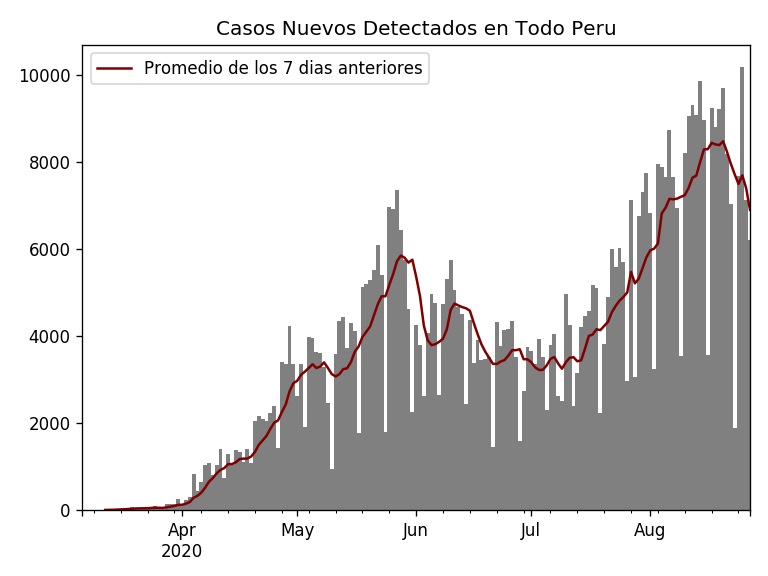 Casos Nuevos Detectados en Todo Peru
Promedio de los 7 dias anteriores
10000
8000
6000
4000
2000
0
Apr
2020
May
Jun
Jul
Aug